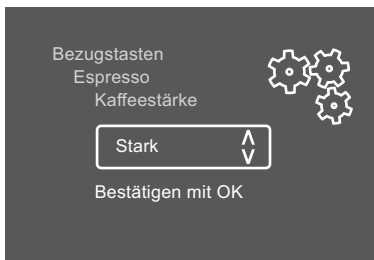 Bezugstasten
Espresso
Kaffeestärke
Stark
Bestätigen mit OK